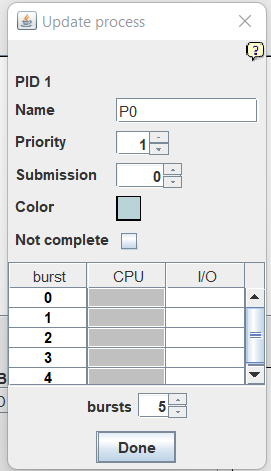 Update process
?
PID 1
Name P0
Priority 1
Submission 0
Color
Not complete
burst CPU I/O
0
1
2
3
4
bursts 5
Done